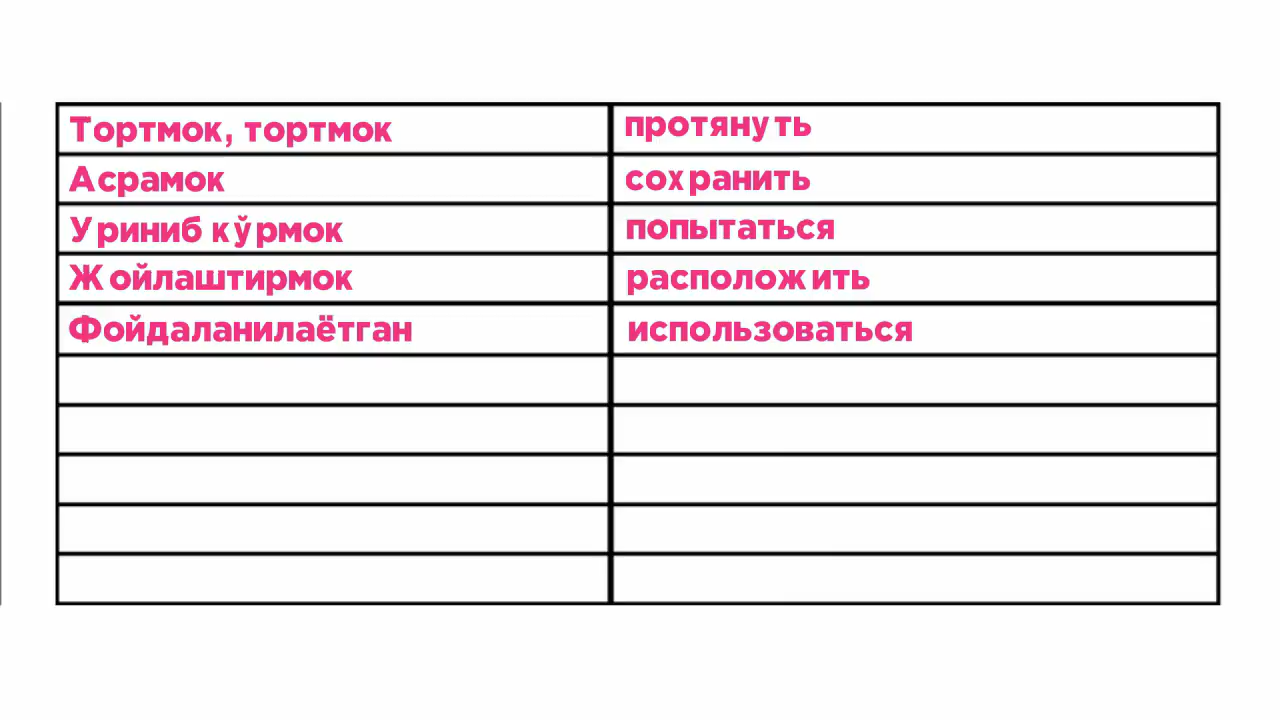 Тортмок, тортмок протянуть
Асрамок сохранить
Уриниб кўрмок попытаться
Жойлаштирмок расположить
Фойдаланилаётган использоваться